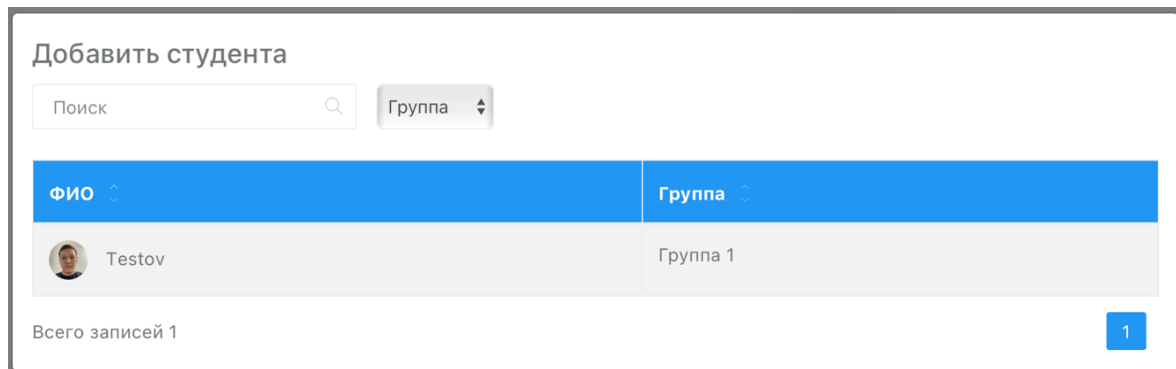 Добавить студента
Поиск Группа
ФИО Группа
Testov Группа 1
Всего записей 1 1